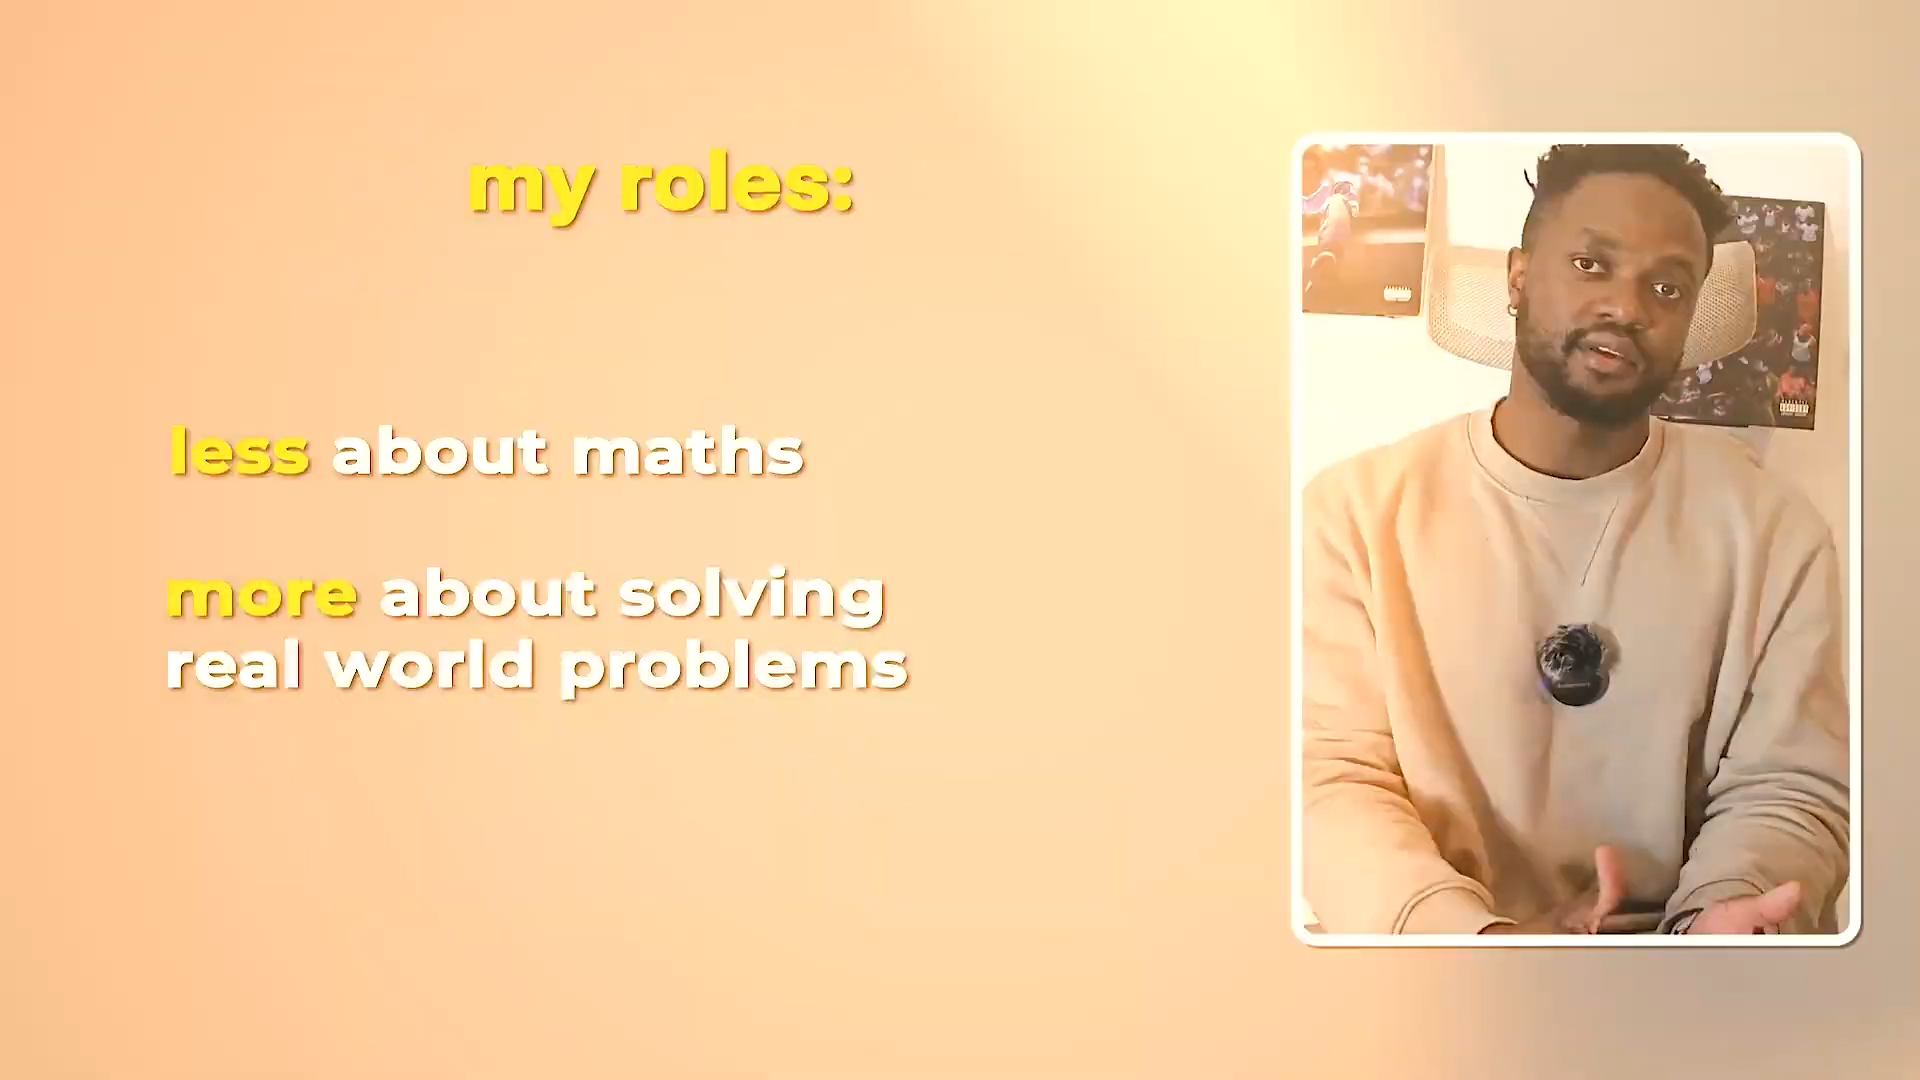 my roles:
less about maths
more about solving
real world problems